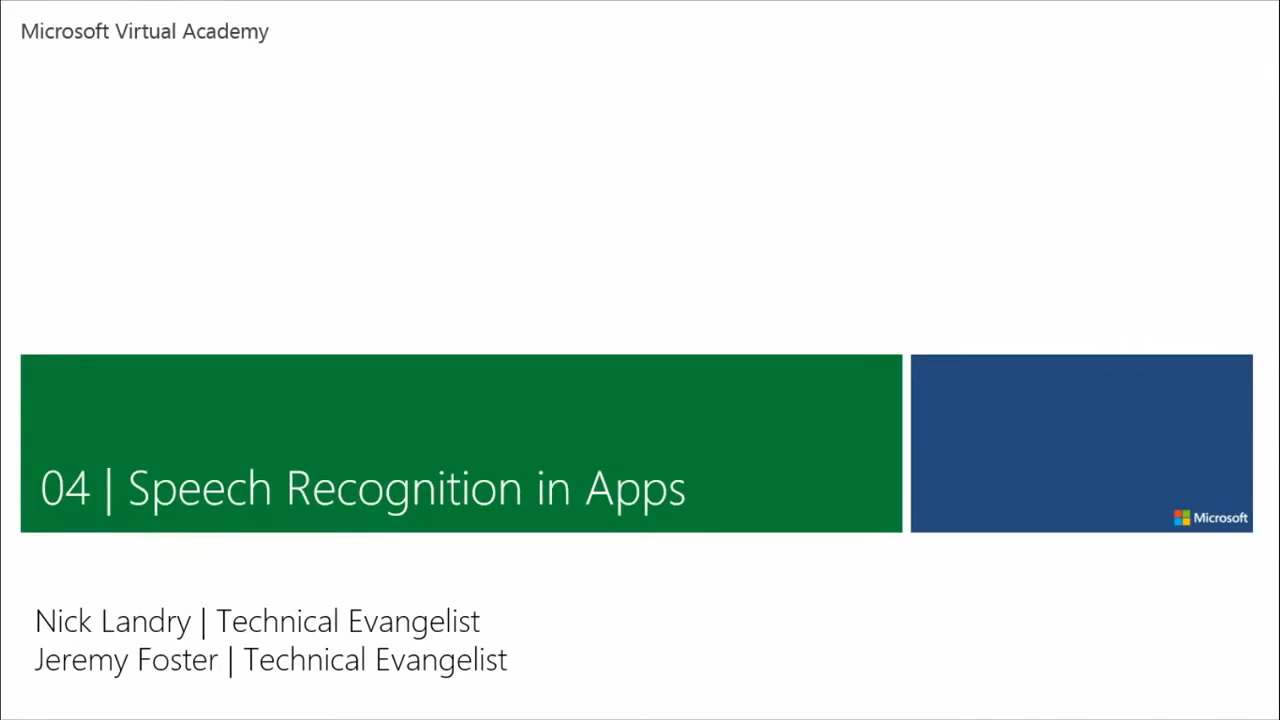 Microsoft Virtual Academy
04 | Speech Recognition in Apps
Microsoft
Nick Landry | Technical Evangelist
Jeremy Foster | Technical Evangelist